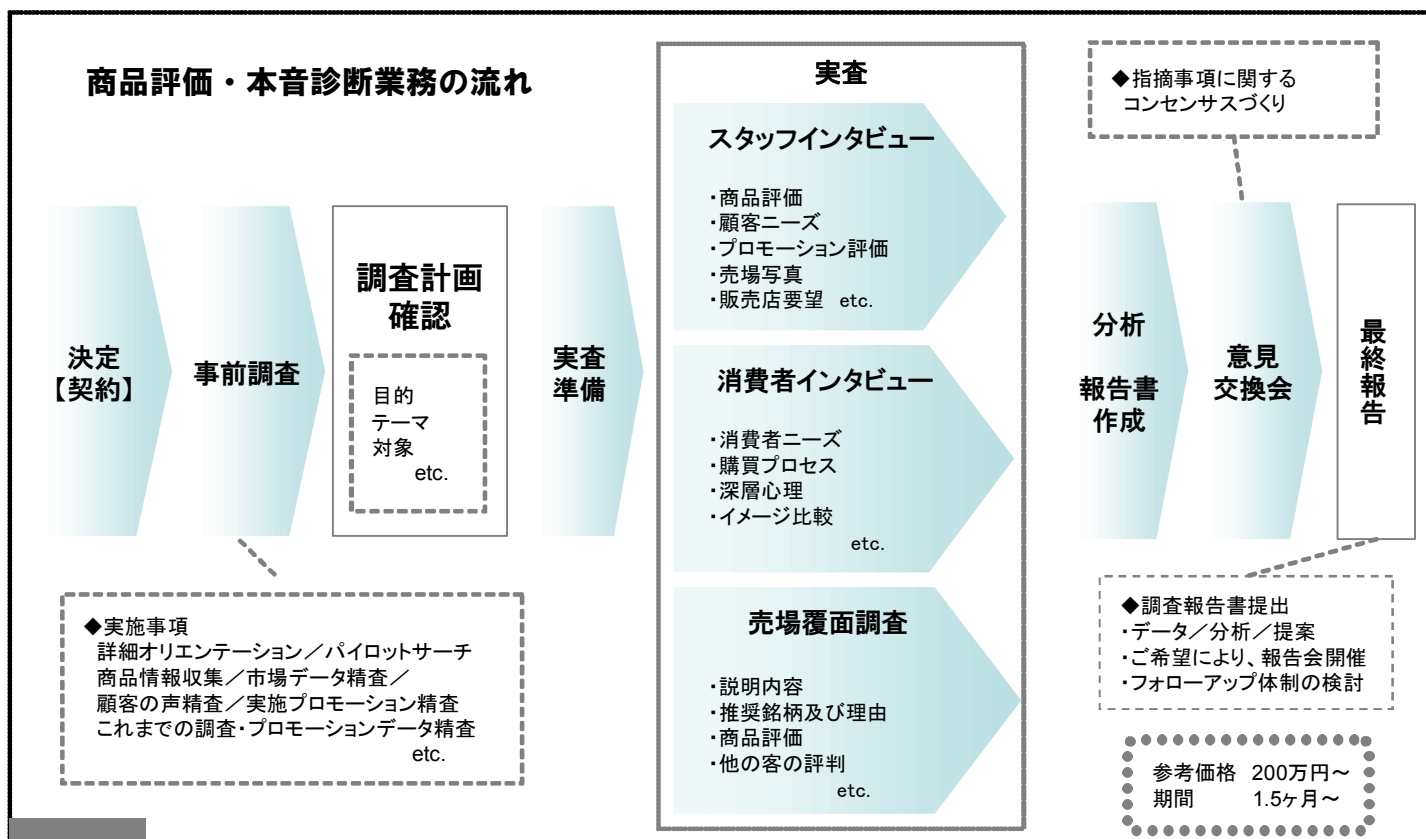 商品評価・本音診断業務の流れ
決定
【契約】
事前調査
◆実施事項
詳細オリエンテーション／パイロットサーチ
商品情報収集／市場データ精査／
顧客の声精査／実施プロモーション精査
これまでの調査・プロモーションデータ精査
etc.
調査計画
確認
目的
テーマ
対象
etc.
実査
準備
実査
スタッフインタビュー
・商品評価
・顧客ニーズ
・プロモーション評価
・売場写真
・販売店要望 etc.
消費者インタビュー
・消費者ニーズ
・購買プロセス
・深層心理
・イメージ比較
etc.
売場覆面調査
・説明内容
・推奨銘柄及び理由
・商品評価
・他の客の評判
etc.
分析
報告書
作成
◆指摘事項に関する
コンセンサスづくり
意見
交換会
最終報告
◆調査報告書提出
・データ／分析／提案
・ご希望により、報告会開催
・フォローアップ体制の検討
参考価格 200万円～
期間 1.5ヶ月～